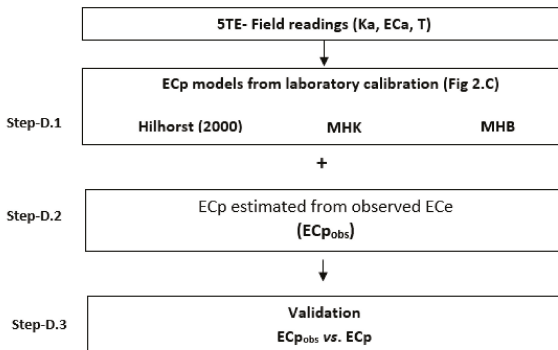 5TE- Field readings (Ka, ECa, T)
ECp models from laboratory calibration (Fig 2.C)
Step-D.1
Hilhorst (2000) MHK MHB
+
Step-D.2
ECp estimated from observed ECe
(ECpobs)
Step-D.3
Validation
ECpobs vs. ECp